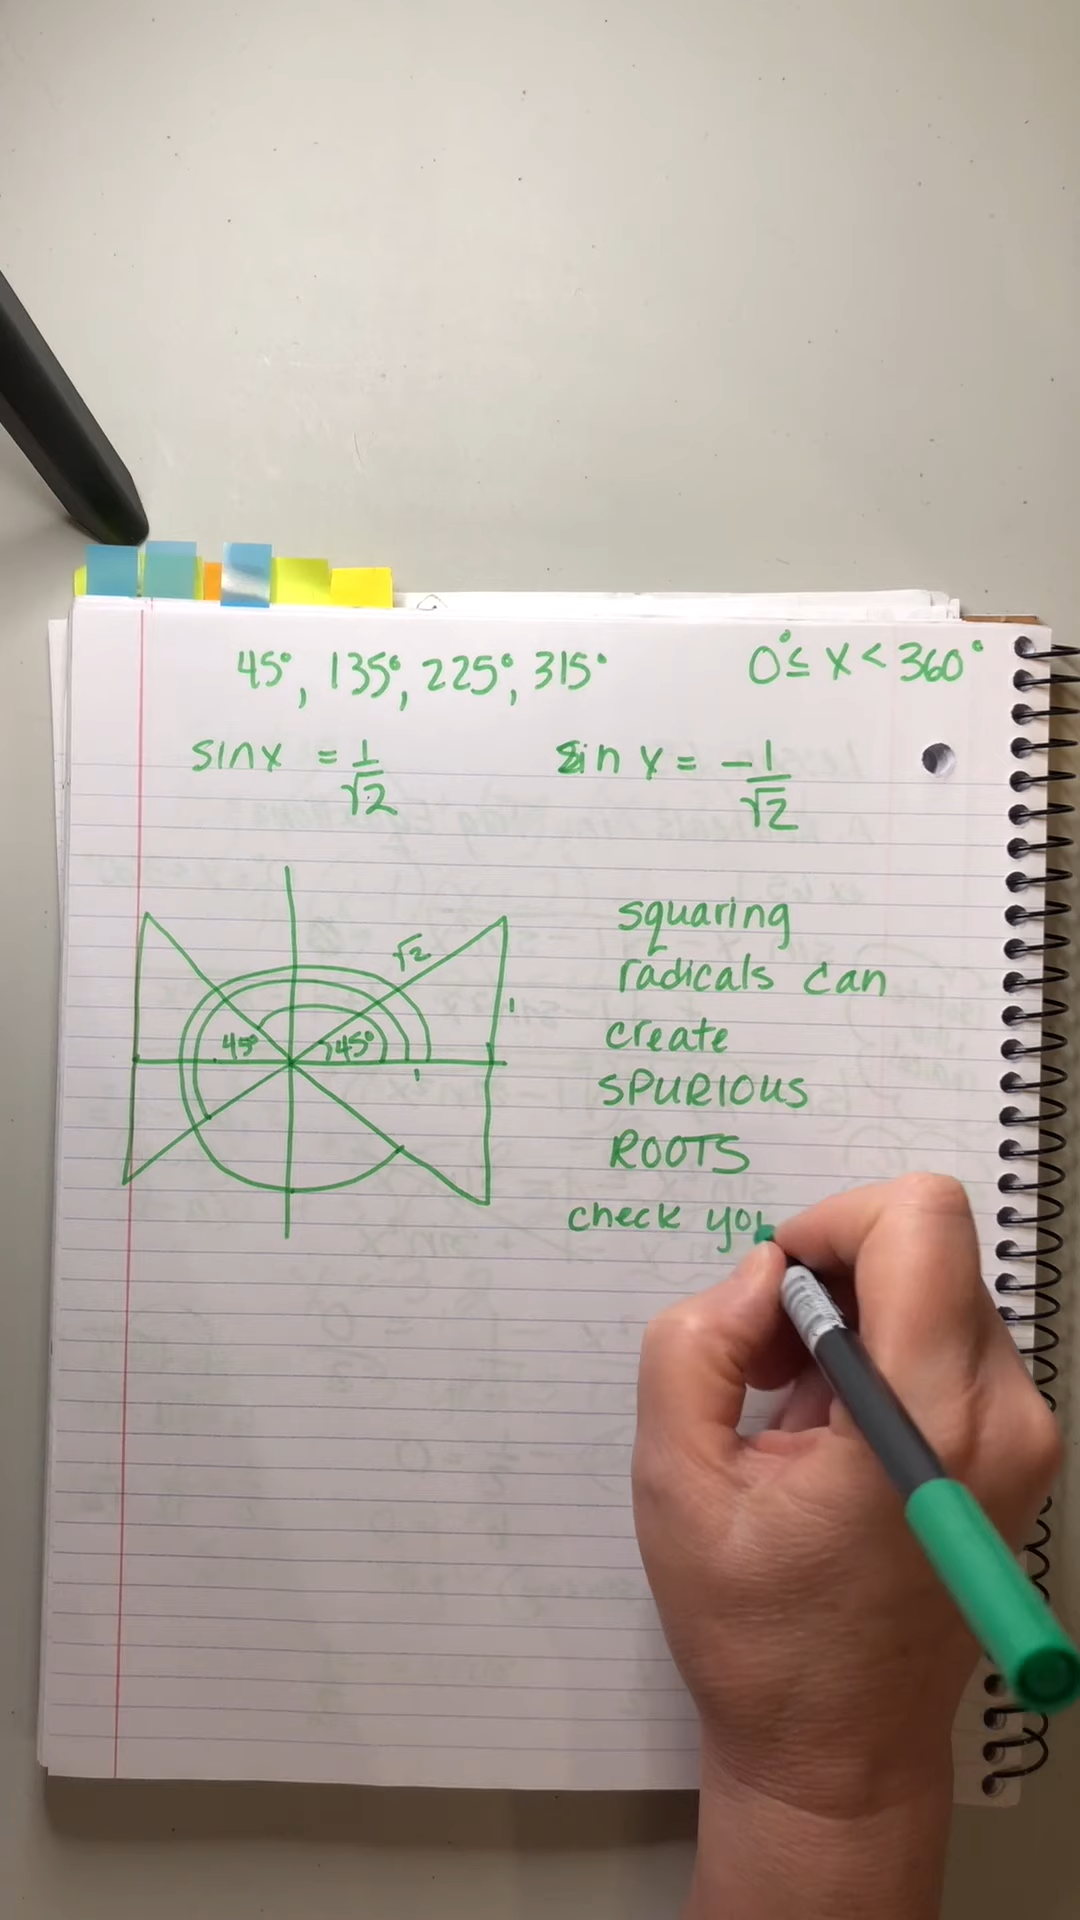 45°, 135°, 225°, 315°
0° ≤ x < 360°
sin x = 1/√2
sin x = -1/√2
√2
1
45°
45°
1
squaring
radicals can
create
SPURIOUS
ROOTS
check you